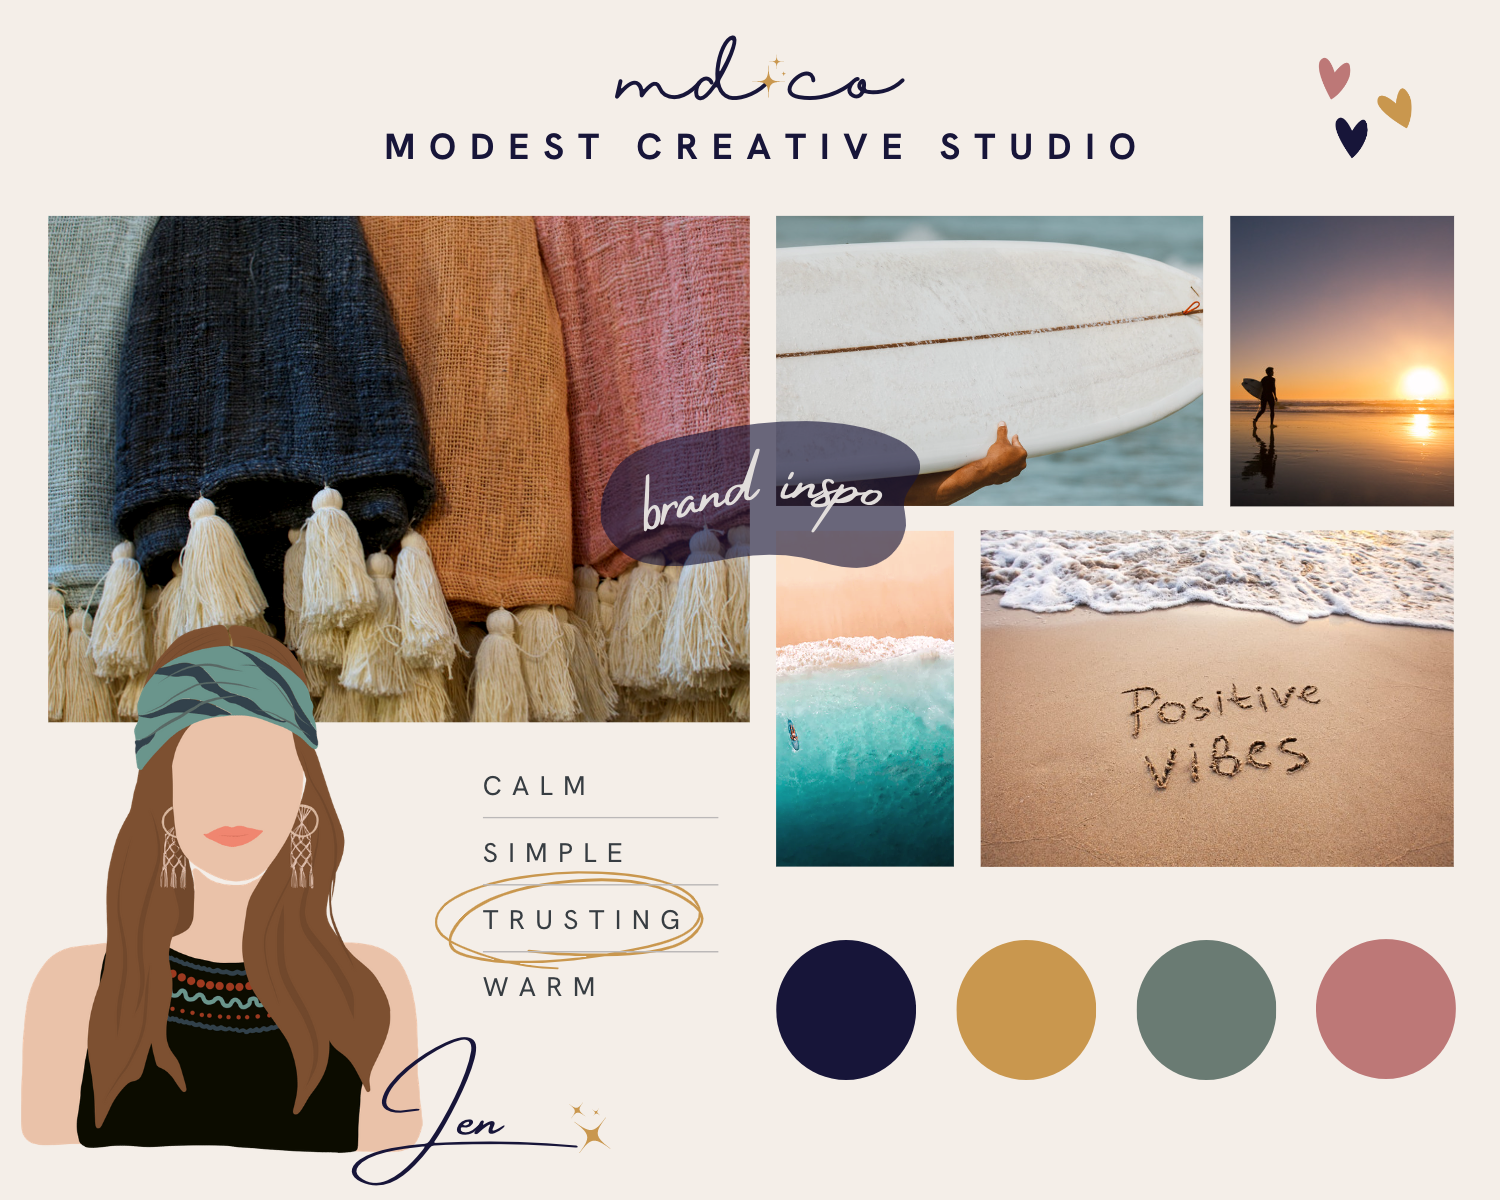 md co
MODEST CREATIVE STUDIO
brand inspo
Positive
vibes
CALM
SIMPLE
TRUSTING
WARM
Jen